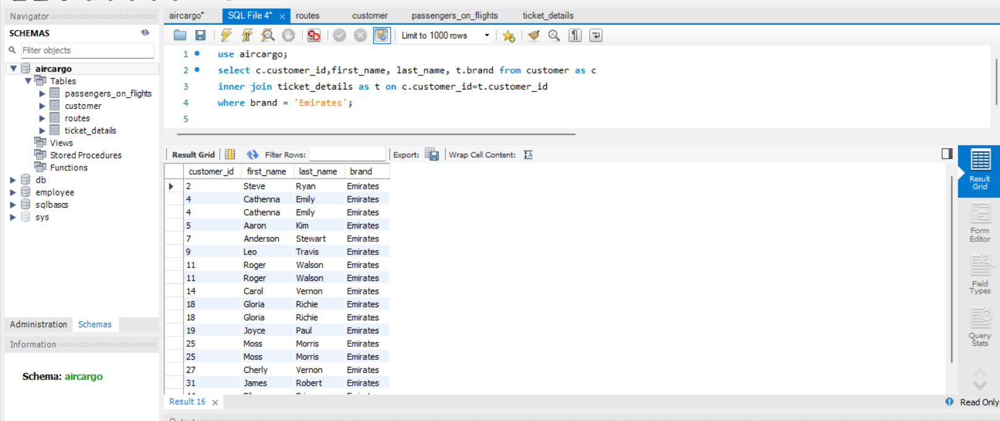 Navigator
SCHEMAS
Filter objects
aircargo
Tables
passengers_on_flights
customer
routes
ticket_details
Views
Stored Procedures
Functions
db
employee
sqlbascs
sys
Administration Schemas
Information
Schema: aircargo
aircargo* SQL File 4* routes customer passengers_on_flights ticket_details
Limit to 1000 rows
1 use aircargo;
2 select c.customer_id,first_name, last_name, t.brand from customer as c
3 inner join ticket_details as t on c.customer_id=t.customer_id
4 where brand = 'Emirates';
5
Result Grid Filter Rows: Export: Wrap Cell Content:
customer_id first_name last_name brand
2 Steve Ryan Emirates
4 Cathenna Emily Emirates
4 Cathenna Emily Emirates
5 Aaron Kim Emirates
7 Anderson Stewart Emirates
9 Leo Travis Emirates
11 Roger Walson Emirates
11 Roger Walson Emirates
14 Carol Vernon Emirates
18 Gloria Richie Emirates
18 Gloria Richie Emirates
19 Joyce Paul Emirates
25 Moss Morris Emirates
25 Moss Morris Emirates
27 Cherly Vernon Emirates
31 James Robert Emirates
Result 16
Result
Grid
Form
Editor
Field
Types
Query
Stats
Read Only